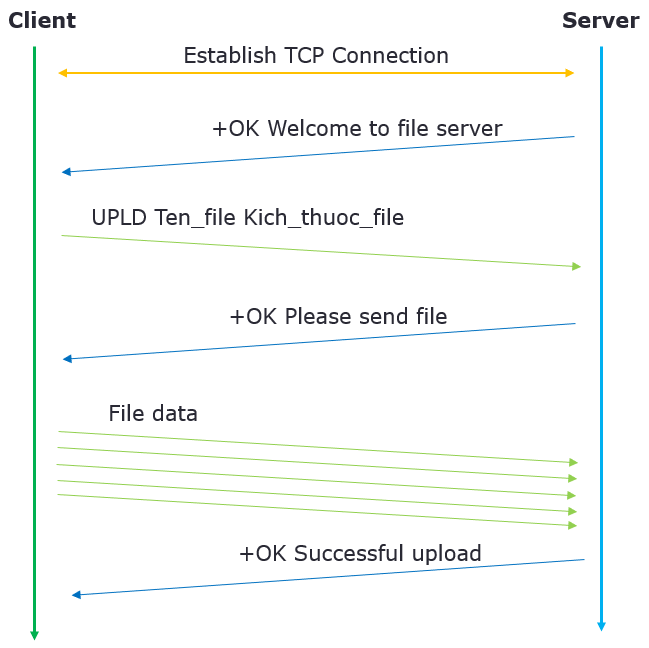 Client
Server
Establish TCP Connection
+OK Welcome to file server
UPLD Ten_file Kich_thuoc_file
+OK Please send file
File data
+OK Successful upload